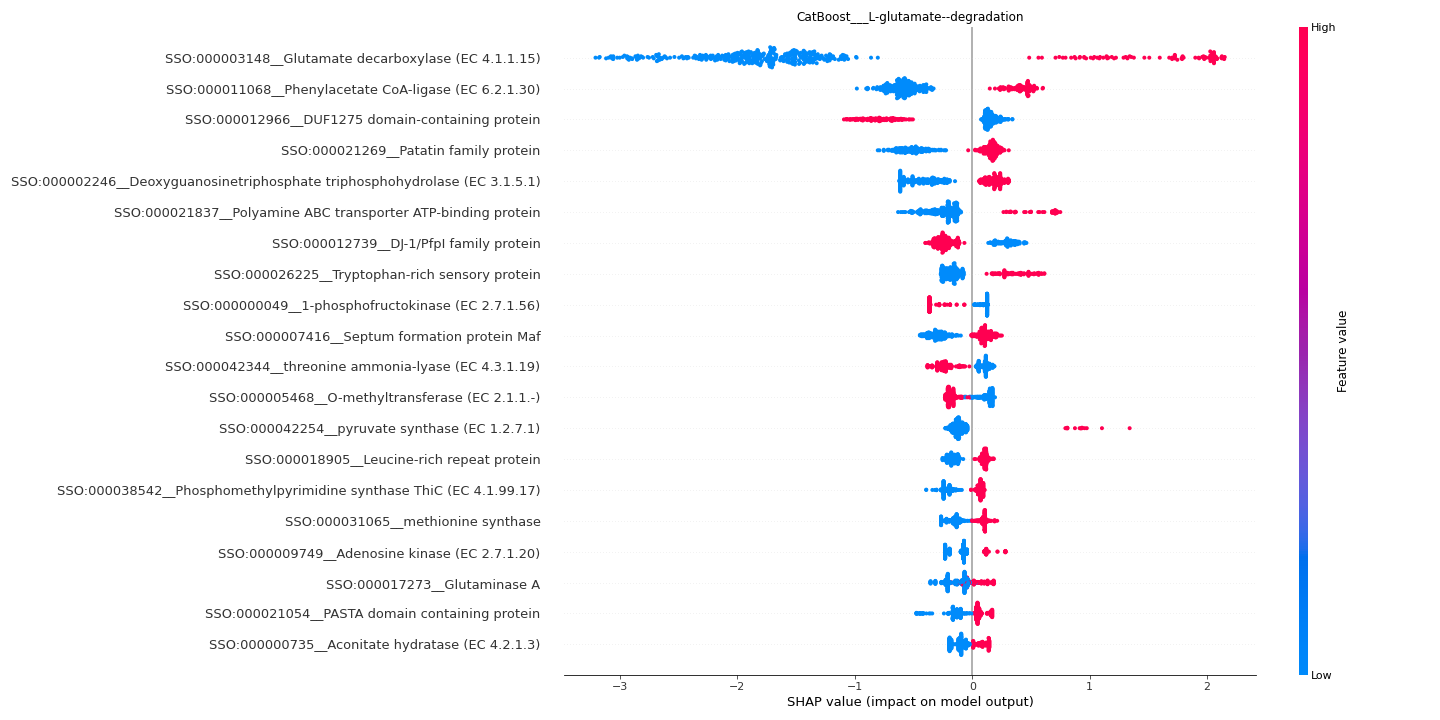 CatBoost___L-glutamate--degradation
SSO:000003148__Glutamate decarboxylase (EC 4.1.1.15)
SSO:000011068__Phenylacetate CoA-ligase (EC 6.2.1.30)
SSO:000012966__DUF1275 domain-containing protein
SSO:000021269__Patatin family protein
SSO:000002246__Deoxyguanosinetriphosphate triphosphohydrolase (EC 3.1.5.1)
SSO:000021837__Polyamine ABC transporter ATP-binding protein
SSO:000012739__DJ-1/PfpI family protein
SSO:000026225__Tryptophan-rich sensory protein
SSO:000000049__1-phosphofructokinase (EC 2.7.1.56)
SSO:000007416__Septum formation protein Maf
SSO:000042344__threonine ammonia-lyase (EC 4.3.1.19)
SSO:000005468__O-methyltransferase (EC 2.1.1.-)
SSO:000042254__pyruvate synthase (EC 1.2.7.1)
SSO:000018905__Leucine-rich repeat protein
SSO:000038542__Phosphomethylpyrimidine synthase ThiC (EC 4.1.99.17)
SSO:000031065__methionine synthase
SSO:000009749__Adenosine kinase (EC 2.7.1.20)
SSO:000017273__Glutaminase A
SSO:000021054__PASTA domain containing protein
SSO:000000735__Aconitate hydratase (EC 4.2.1.3)
−3 −2 −1 0 1 2
SHAP value (impact on model output)
High
Feature value
Low